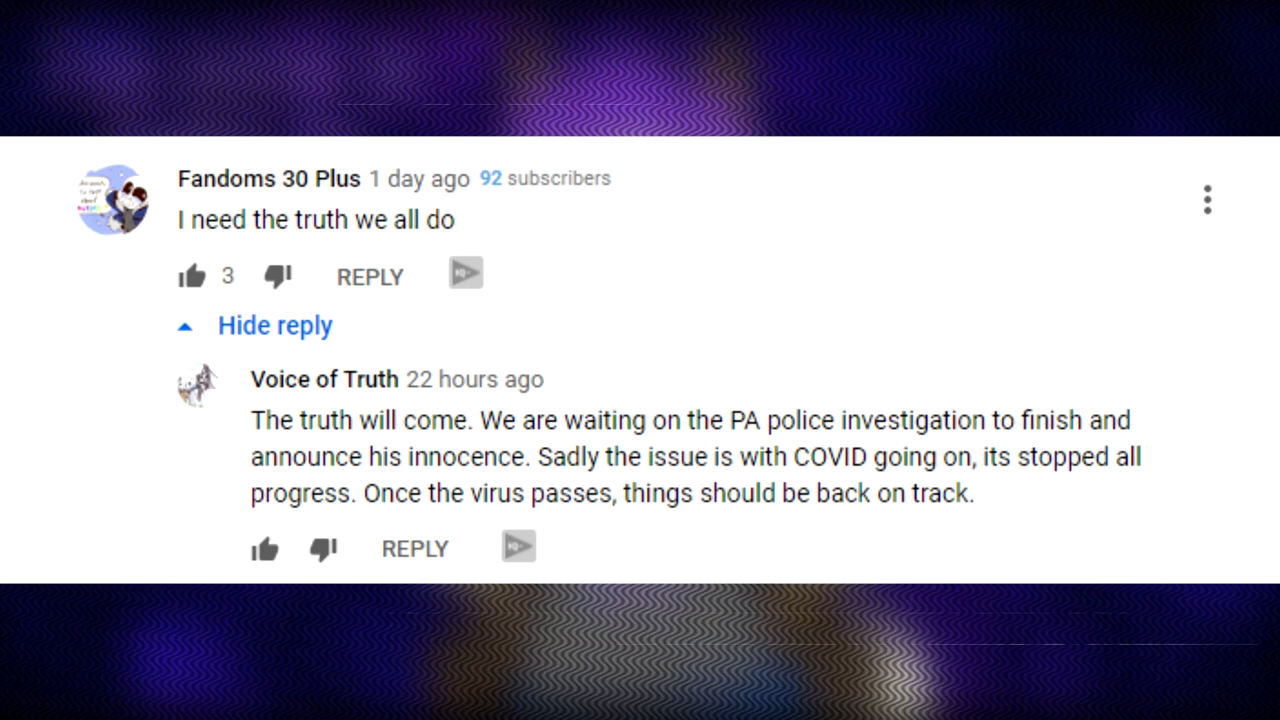 Fandoms 30 Plus 1 day ago 92 subscribers
I need the truth we all do
3 REPLY
Hide reply
Voice of Truth 22 hours ago
The truth will come. We are waiting on the PA police investigation to finish and
announce his innocence. Sadly the issue is with COVID going on, its stopped all
progress. Once the virus passes, things should be back on track.
REPLY